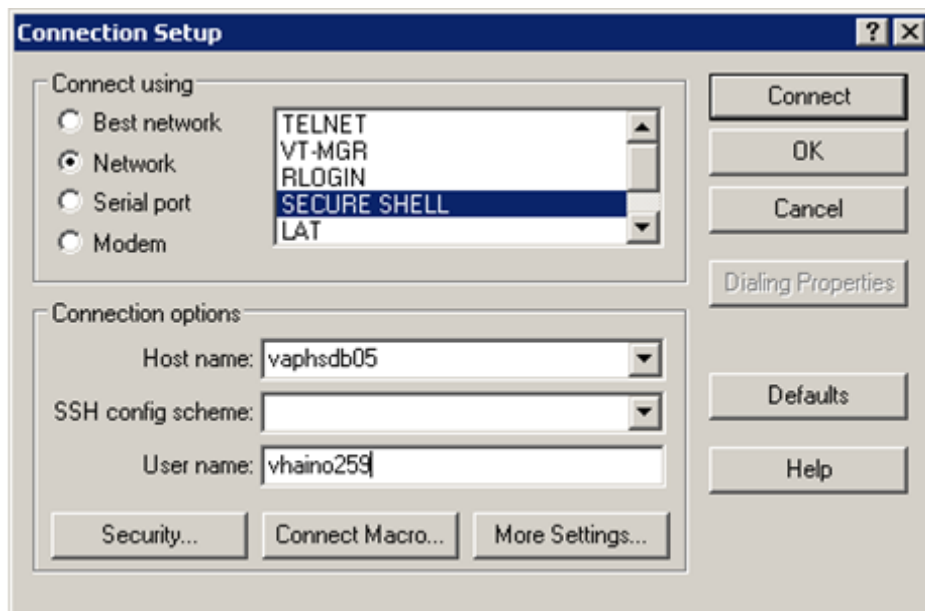 Connection Setup
Connect using
Best network
Network
Serial port
Modem
TELNET
VT-MGR
RLOGIN
SECURE SHELL
LAT
Connect
OK
Cancel
Dialing Properties
Connection options
Host name: vaphsdb05
SSH config scheme:
User name: vhaino259
Defaults
Help
Security...
Connect Macro...
More Settings...